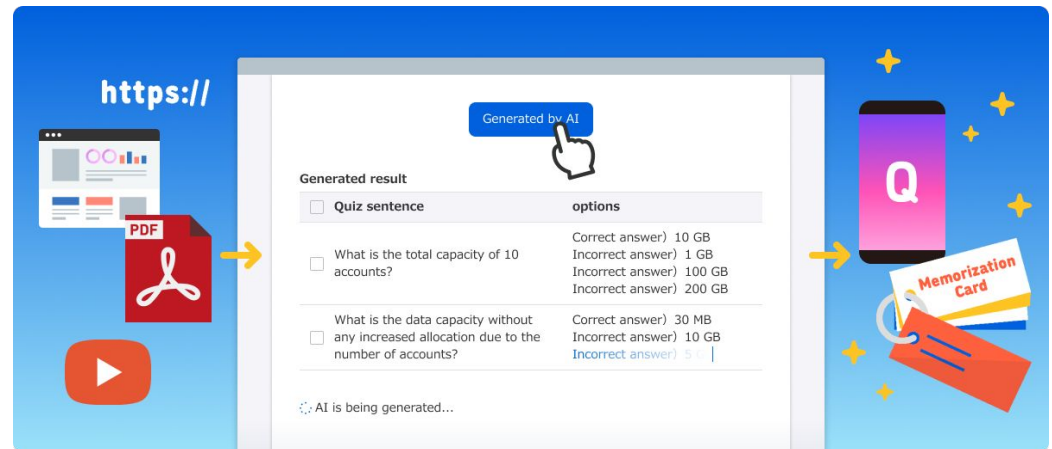 https://
PDF
Generated by AI
Generated result
Quiz sentence
options
What is the total capacity of 10
accounts?
Correct answer) 10 GB
Incorrect answer) 1 GB
Incorrect answer) 100 GB
Incorrect answer) 200 GB
What is the data capacity without
any increased allocation due to the
number of accounts?
Correct answer) 30 MB
Incorrect answer) 10 GB
Incorrect answer) 5 G
AI is being generated...
Q
Memorization
Card